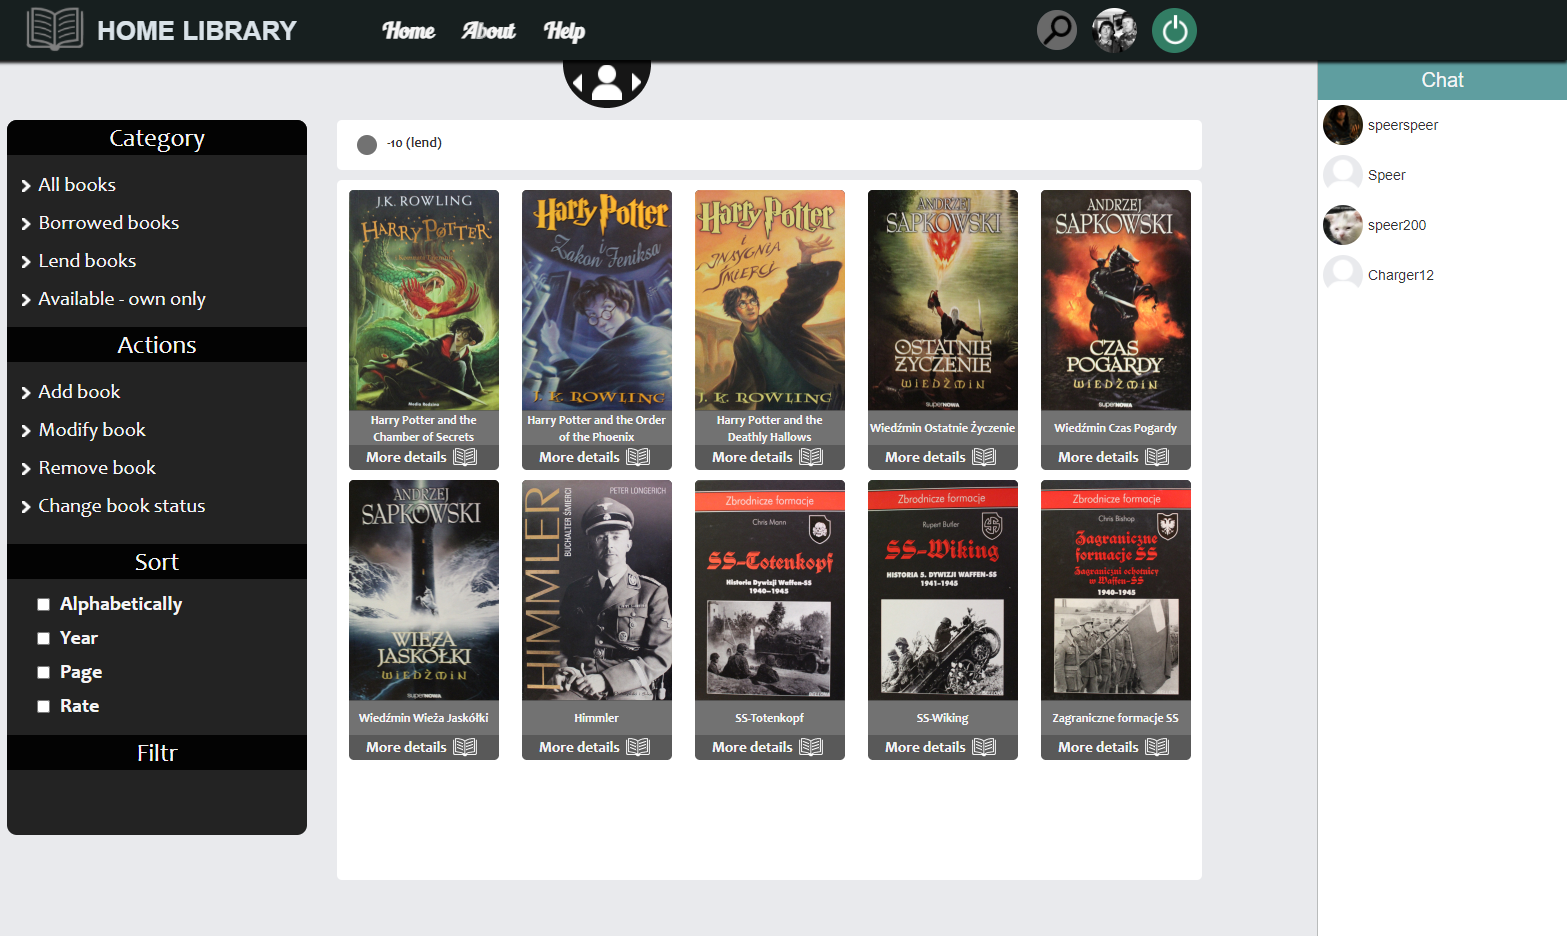 HOME LIBRARY
Home
About
Help
Chat
speerspeer
Speer
speer200
Charger12
Category
All books
Borrowed books
Lend books
Available - own only
Actions
Add book
Modify book
Remove book
Change book status
Sort
Alphabetically
Year
Page
Rate
Filtr
-10 (lend)
J.K. ROWLING
HARRY POTTER
Media Rodzina
Harry Potter and the
Chamber of Secrets
More details
Harry Potter
i
Zakon Feniksa
J. K. ROWLING
Harry Potter and the Order
of the Phoenix
More details
Harry Potter
i
INSYGNIA
ŚMIERCI
J. K. ROWLING
Harry Potter and the
Deathly Hallows
More details
ANDRZEJ
SAPKOWSKI
OSTATNIE
ŻYCZENIE
WIEDŹMIN
superNOWA
Wiedźmin Ostatnie Życzenie
More details
ANDRZEJ
SAPKOWSKI
CZAS
POGARDY
WIEDŹMIN
superNOWA
Wiedźmin Czas Pogardy
More details
ANDRZEJ
SAPKOWSKI
WIEŻA
JASKÓŁKI
WIEDŹMIN
superNOWA
Wiedźmin Wieża Jaskółki
More details
PETER LONGERICH
HIMMLER
BUCHALTER ŚMIERCI
Himmler
More details
Zbrodnicze formacje
Chris Mann
SS-Totenkopf
Historia Dywizji Waffen-SS
1940-1945
SS-Totenkopf
More details
Zbrodnicze formacje
Rupert Butler
SS-Wiking
HISTORIA 5. DYWIZJI WAFFEN-SS
1941-1945
SS-Wiking
More details
Zbrodnicze formacje
Chris Bishop
Zagraniczne
formacje SS
Zagraniczni ochotnicy
w Waffen-SS
1940-1945
Zagraniczne formacje SS
More details